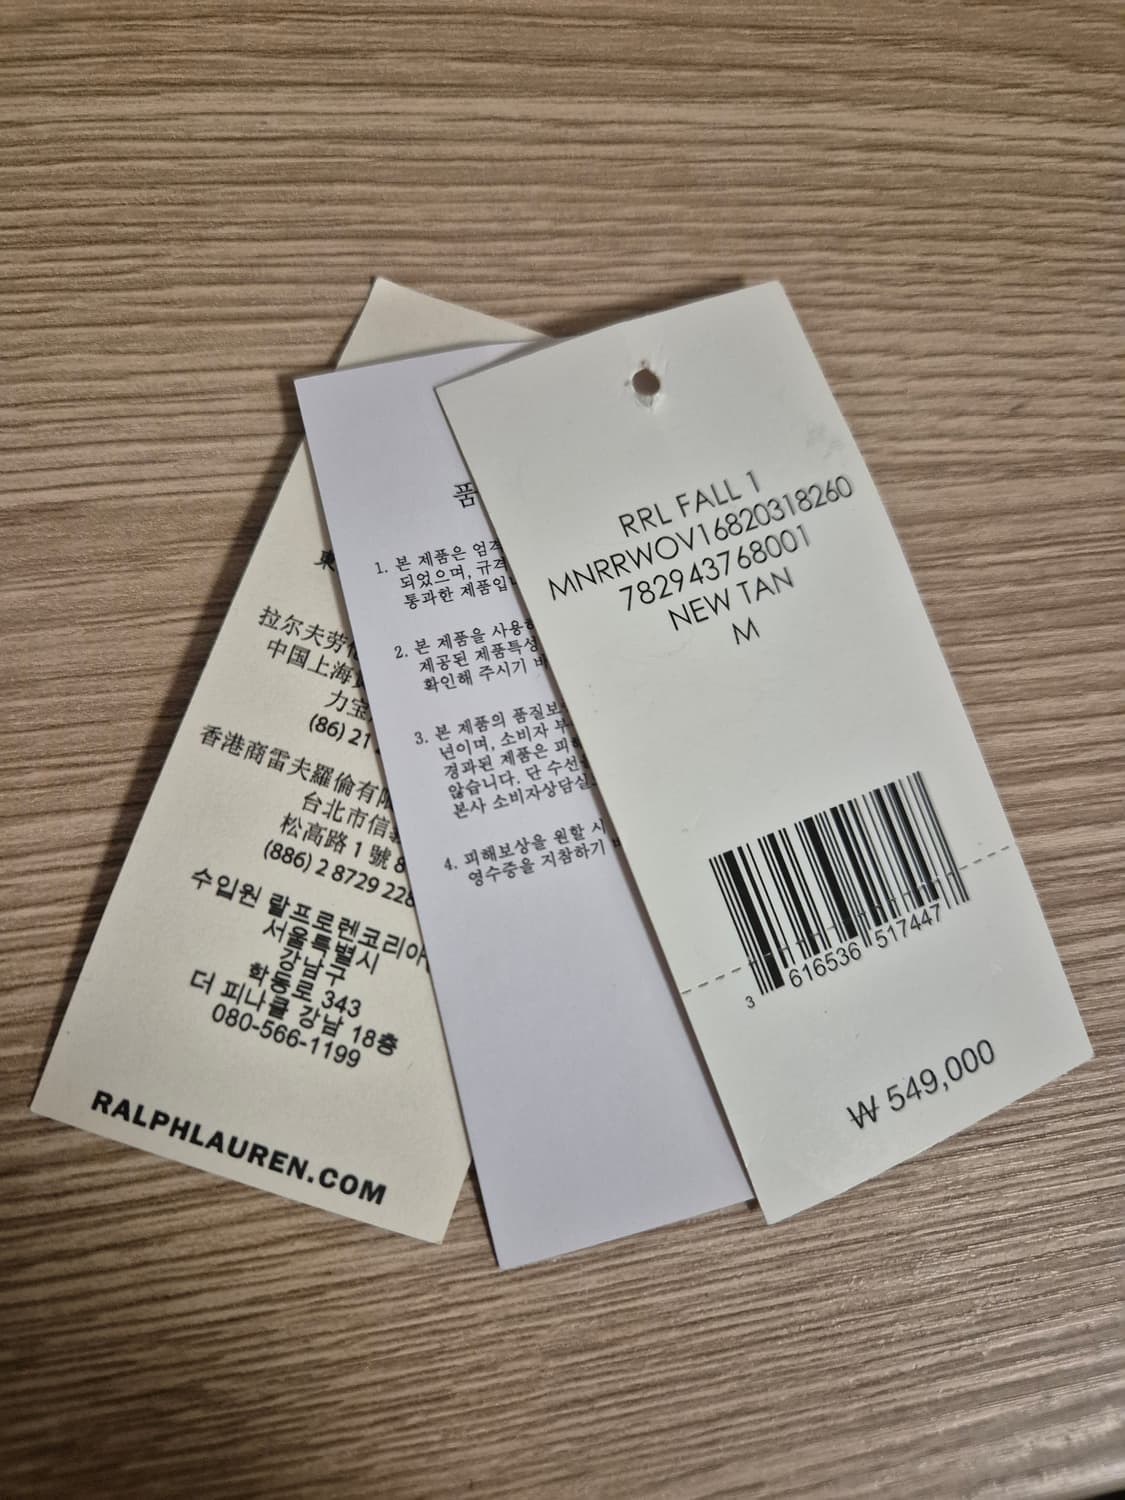 東
拉尔夫劳
中国上海
力宝
(86) 21
香港商雷夫羅倫有限
台北市信義
松高路 1 號 8
(886) 2 8729 228
수입원 랄프로렌코리아
서울특별시
강남구
학동로 343
더 피나클 강남 18층
080-566-1199
RALPHLAUREN.COM
품
1. 본 제품은 엄격
되었으며, 규격
통과한 제품입니
2. 본 제품을 사용하
제공된 제품특성
확인해 주시기 바
3. 본 제품의 품질보
년이며, 소비자 부
경과된 제품은 피해
않습니다. 단 수선
본사 소비자상담실
4. 피해보상을 원할 시
영수증을 지참하기
RRL FALL 1
MNRRWOV16820318260
782943768001
NEW TAN
M
3 616536 517447
₩ 549,000